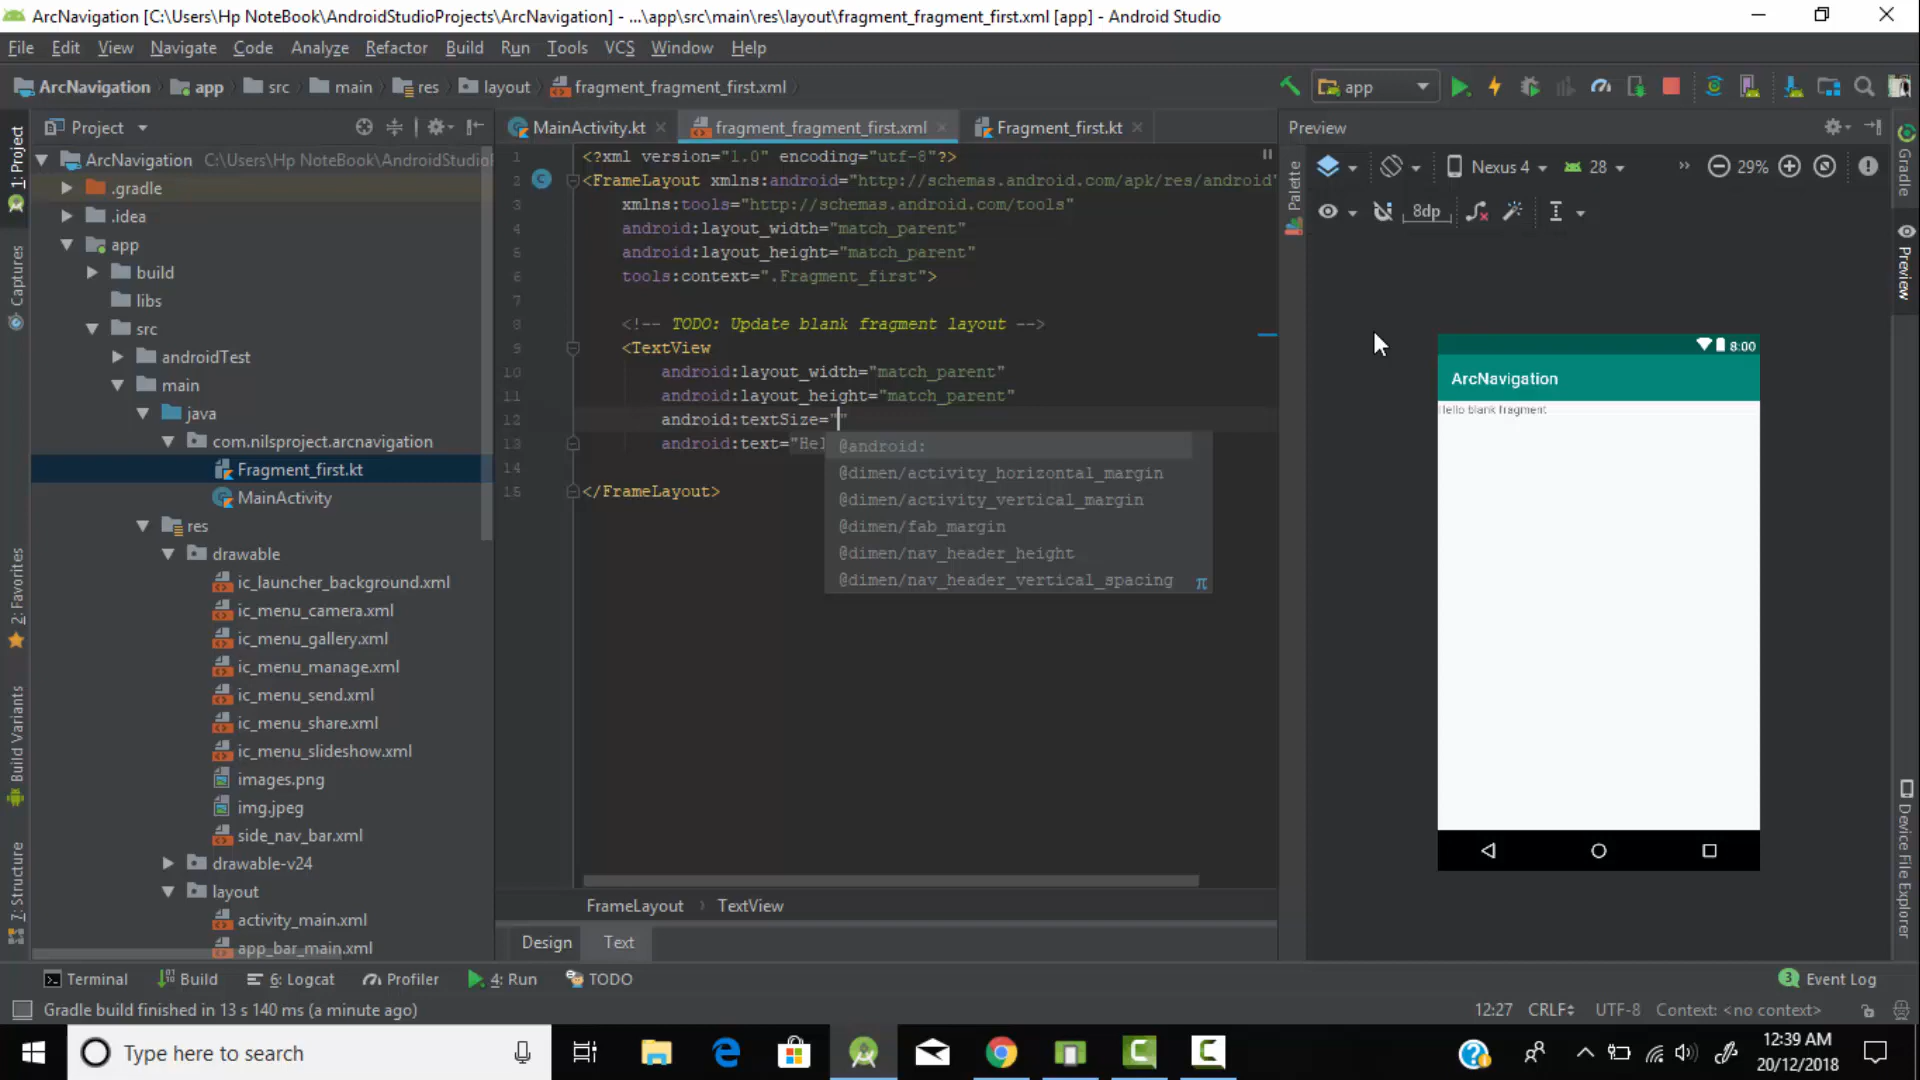 ArcNavigation [C:\Users\Hp NoteBook\AndroidStudioProjects\ArcNavigation] - ...\app\src\main\res\layout\fragment_fragment_first.xml [app] - Android Studio
File Edit View Navigate Code Analyze Refactor Build Run Tools VCS Window Help
ArcNavigation app src main res layout fragment_fragment_first.xml
app
1: Project
Captures
2: Favorites
Build Variants
7: Structure
Project
ArcNavigation C:\Users\Hp NoteBook\AndroidStudioP
.gradle
.idea
app
build
libs
src
androidTest
main
java
com.nilsproject.arcnavigation
Fragment_first.kt
MainActivity
res
drawable
ic_launcher_background.xml
ic_menu_camera.xml
ic_menu_gallery.xml
ic_menu_manage.xml
ic_menu_send.xml
ic_menu_share.xml
ic_menu_slideshow.xml
images.png
img.jpeg
side_nav_bar.xml
drawable-v24
layout
activity_main.xml
app_bar_main.xml
MainActivity.kt fragment_fragment_first.xml Fragment_first.kt
1 <?xml version="1.0" encoding="utf-8"?>
2 <FrameLayout xmlns:android="http://schemas.android.com/apk/res/android"
3 xmlns:tools="http://schemas.android.com/tools"
4 android:layout_width="match_parent"
5 android:layout_height="match_parent"
6 tools:context=".Fragment_first">
7
8 <!-- TODO: Update blank fragment layout -->
9 <TextView
10 android:layout_width="match_parent"
11 android:layout_height="match_parent"
12 android:textSize=""
13 android:text="Hel
14
15 </FrameLayout>
@android:
@dimen/activity_horizontal_margin
@dimen/activity_vertical_margin
@dimen/fab_margin
@dimen/nav_header_height
@dimen/nav_header_vertical_spacing
π
FrameLayout › TextView
Design Text
Palette
Preview
Nexus 4 28 » 29%
8dp
8:00
ArcNavigation
Hello blank fragment
Gradle
Preview
Device File Explorer
Terminal Build 6: Logcat Profiler 4: Run TODO 3 Event Log
Gradle build finished in 13 s 140 ms (a minute ago)
12:27 CRLF UTF-8 Context: <no context>
Type here to search
12:39 AM
20/12/2018